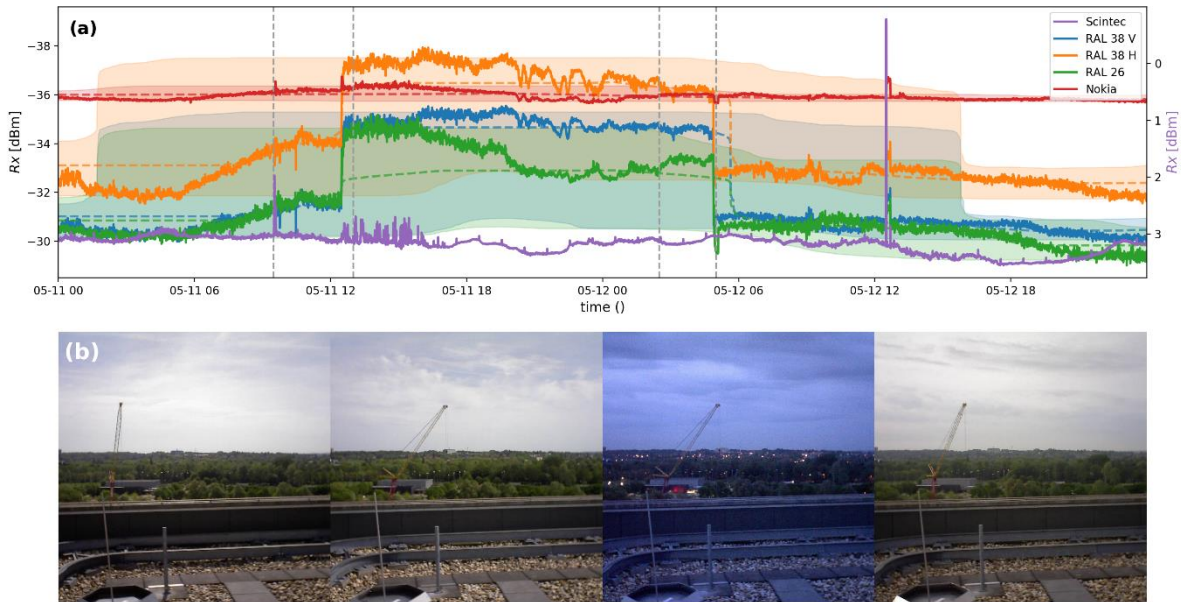 (a)
Scintec
RAL 38 V
RAL 38 H
RAL 26
Nokia
−38
−36
−34
−32
−30
Rx [dBm]
0
1
2
3
Rx [dBm]
05-11 00
05-11 06
05-11 12
05-11 18
05-12 00
05-12 06
05-12 12
05-12 18
time ()
(b)